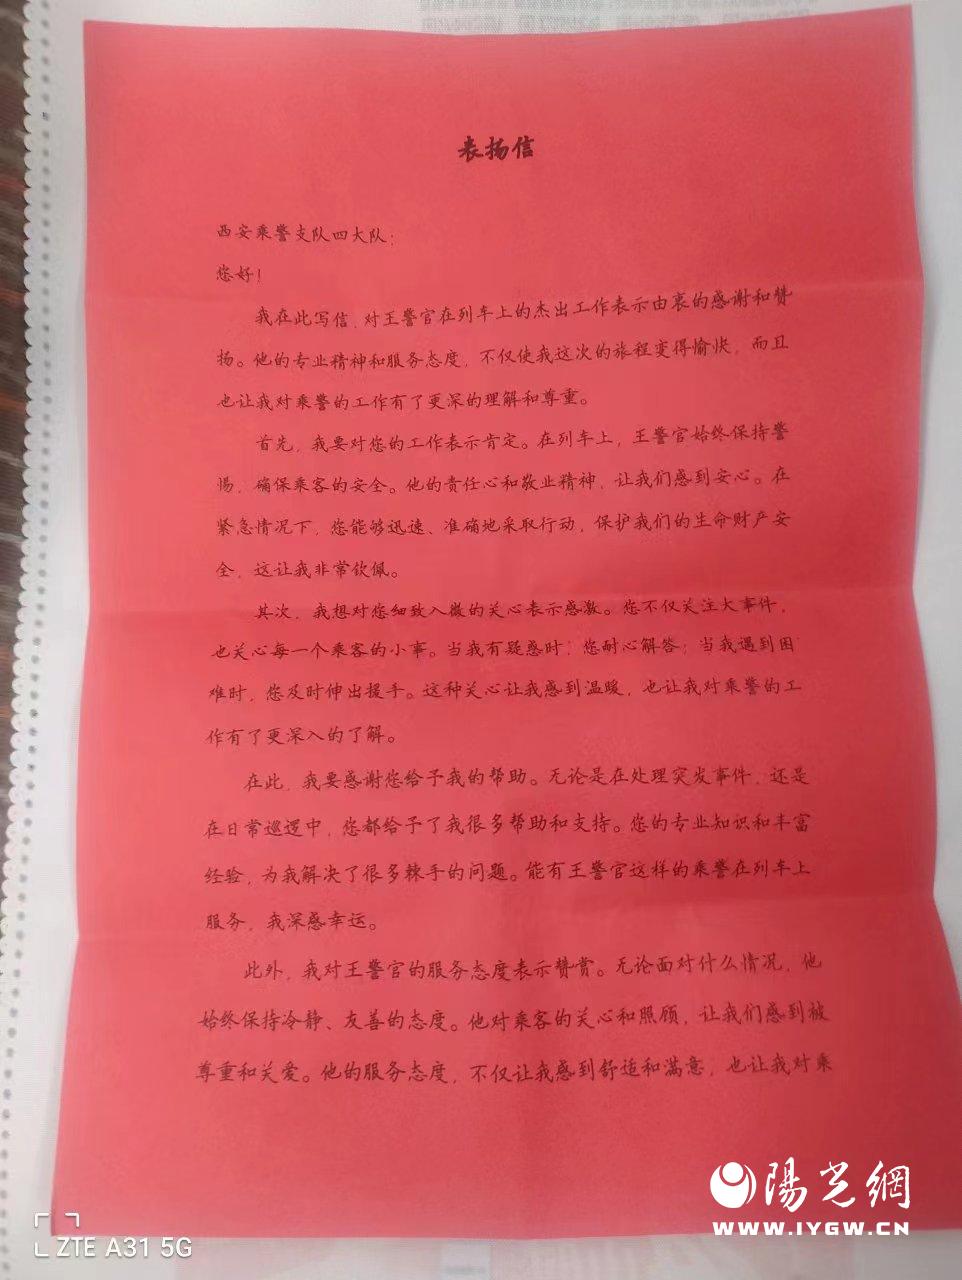 表扬信
西安乘警支队四大队：
您好！
我在此写信，对王警官在列车上的杰出工作表示由衷的感谢和赞
扬。他的专业精神和服务态度，不仅使我这次的旅程变得愉快，而且
也让我对乘警的工作有了更深的理解和尊重。
首先，我要对您的工作表示肯定。在列车上，王警官始终保持警
惕，确保乘客的安全。他的责任心和敬业精神，让我们感到安心。在
紧急情况下，您能够迅速、准确地采取行动，保护我们的生命财产安
全，这让我非常钦佩。
其次，我想对您细致入微的关心表示感激。您不仅关注大事件，
也关心每一个乘客的小事。当我有疑惑时，您耐心解答；当我遇到困
难时，您及时伸出援手。这种关心让我感到温暖，也让我对乘警的工
作有了更深入的了解。
在此，我要感谢您给予我的帮助。无论是在处理突发事件，还是
在日常巡逻中，您都给予了我很多帮助和支持。您的专业知识和丰富
经验，为我解决了很多棘手的问题。能有王警官这样的乘警在列车上
服务，我深感幸运。
此外，我对王警官的服务态度表示赞赏。无论面对什么情况，他
始终保持冷静、友善的态度。他对乘客的关心和照顾，让我们感到被
尊重和关爱。他的服务态度，不仅让我感到舒适和满意，也让我对乘
陽光網
WWW.IYGW.CN
ZTE A31 5G